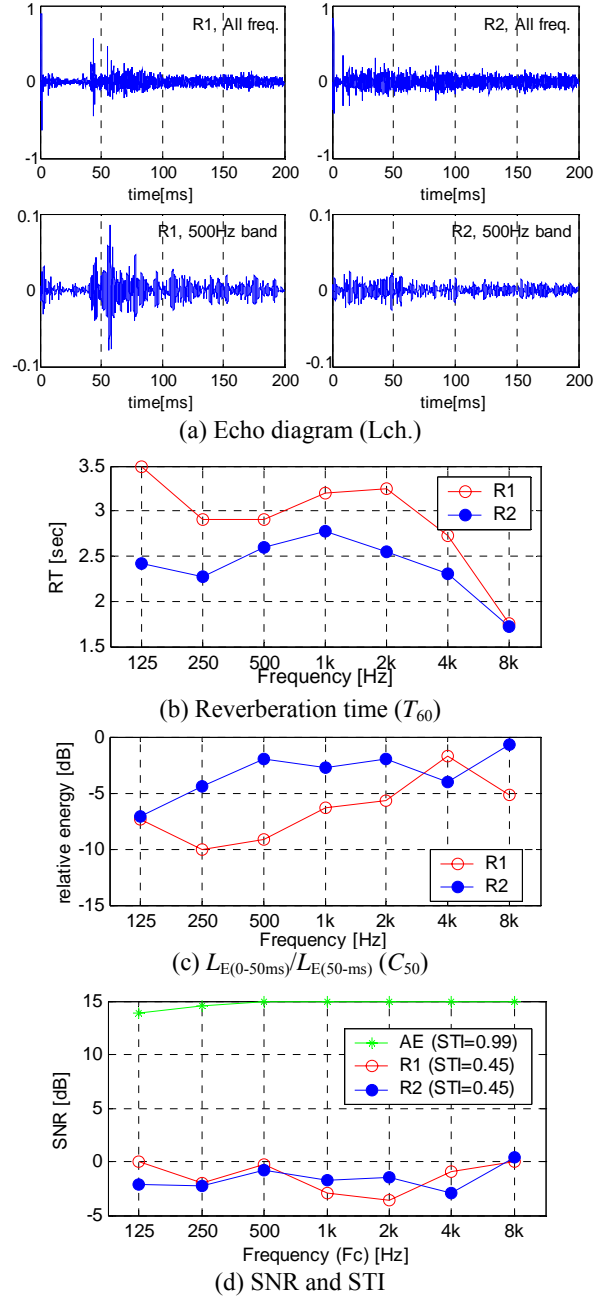 R1, All freq.
R2, All freq.
0
-1
0 50 100 150 200
time[ms]
0
-1
0 50 100 150 200
time[ms]
0.1
R1, 500Hz band
0
-0.1
0 50 100 150 200
time[ms]
0.1
R2, 500Hz band
0
-0.1
0 50 100 150 200
time[ms]
(a) Echo diagram (Lch.)
3.5
3
2.5
2
1.5
RT [sec]
R1
R2
125 250 500 1k 2k 4k 8k
Frequency [Hz]
(b) Reverberation time (T60)
0
-5
-10
-15
relative energy [dB]
R1
R2
125 250 500 1k 2k 4k 8k
Frequency [Hz]
(c) LE(0-50ms)/LE(50-ms) (C50)
15
10
5
0
-5
SNR [dB]
AE (STI=0.99)
R1 (STI=0.45)
R2 (STI=0.45)
125 250 500 1k 2k 4k 8k
Frequency (Fc) [Hz]
(d) SNR and STI